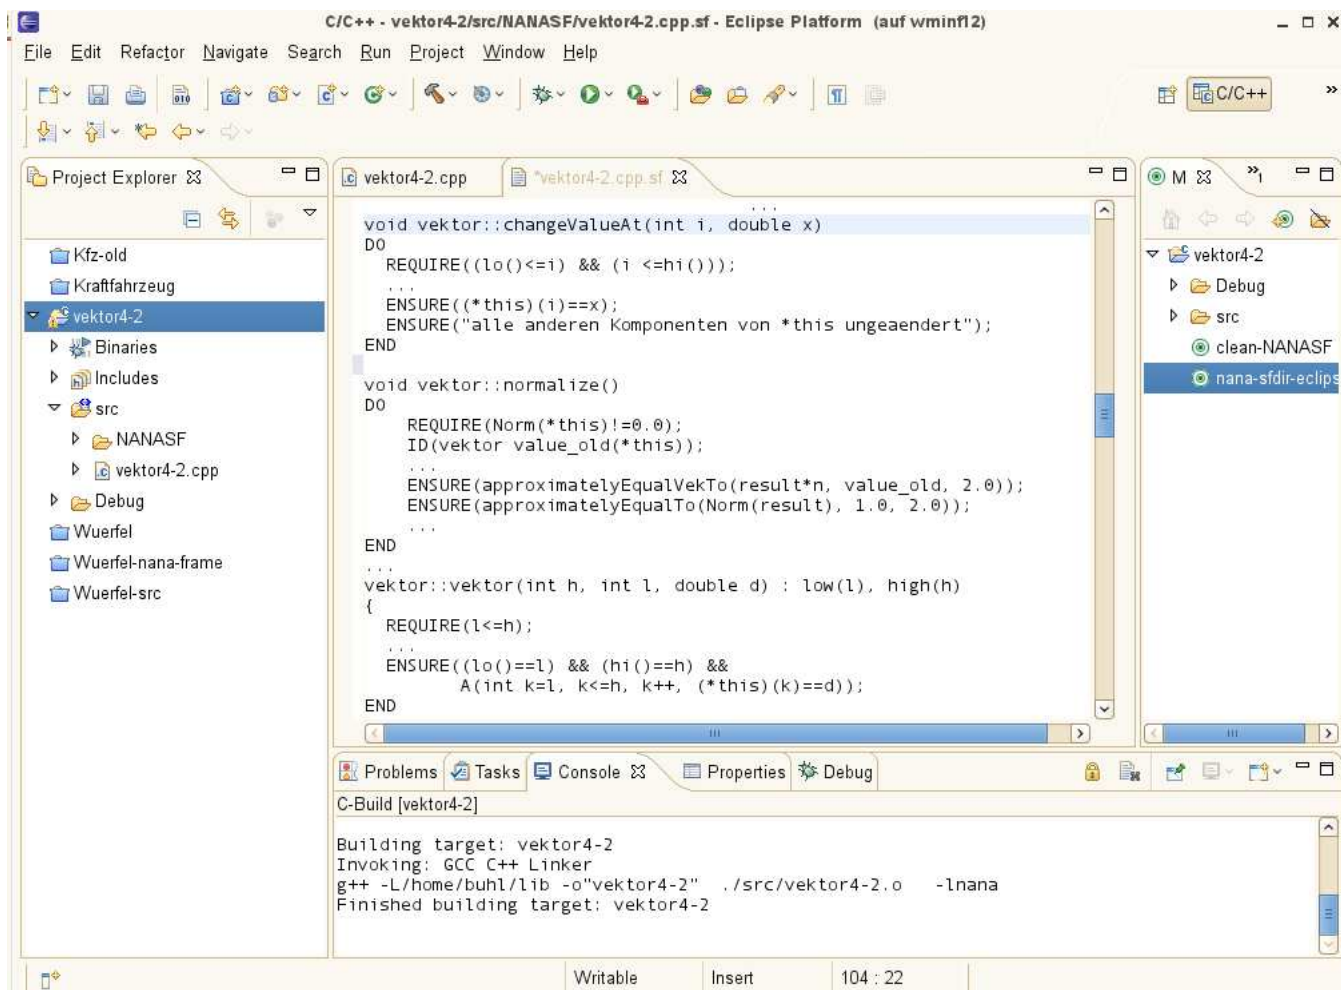 C/C++ - vektor4-2/src/NANASF/vektor4-2.cpp.sf - Eclipse Platform (auf wminf12)
File Edit Refactor Navigate Search Run Project Window Help
010
C/C++
»
Project Explorer
Kfz-old
Kraftfahrzeug
vektor4-2
Binaries
Includes
src
NANASF
vektor4-2.cpp
Debug
Wuerfel
Wuerfel-nana-frame
Wuerfel-src
vektor4-2.cpp
*vektor4-2.cpp.sf
...
void vektor::changeValueAt(int i, double x)
DO
REQUIRE((lo()<=i) && (i <=hi()));
...
ENSURE((*this)(i)==x);
ENSURE("alle anderen Komponenten von *this ungeaendert");
END
void vektor::normalize()
DO
REQUIRE(Norm(*this)!=0.0);
ID(vektor value_old(*this));
...
ENSURE(approximatelyEqualVekTo(result*n, value_old, 2.0));
ENSURE(approximatelyEqualTo(Norm(result), 1.0, 2.0));
...
END
...
vektor::vektor(int h, int l, double d) : low(l), high(h)
{
REQUIRE(l<=h);
...
ENSURE((lo()==l) && (hi()==h) &&
A(int k=l, k<=h, k++, (*this)(k)==d));
END
M
»1
vektor4-2
Debug
src
clean-NANASF
nana-sfdir-eclips
Problems Tasks Console Properties Debug
C-Build [vektor4-2]
Building target: vektor4-2
Invoking: GCC C++ Linker
g++ -L/home/buhl/lib -o"vektor4-2" ./src/vektor4-2.o -lnana
Finished building target: vektor4-2
Writable Insert 104 : 22